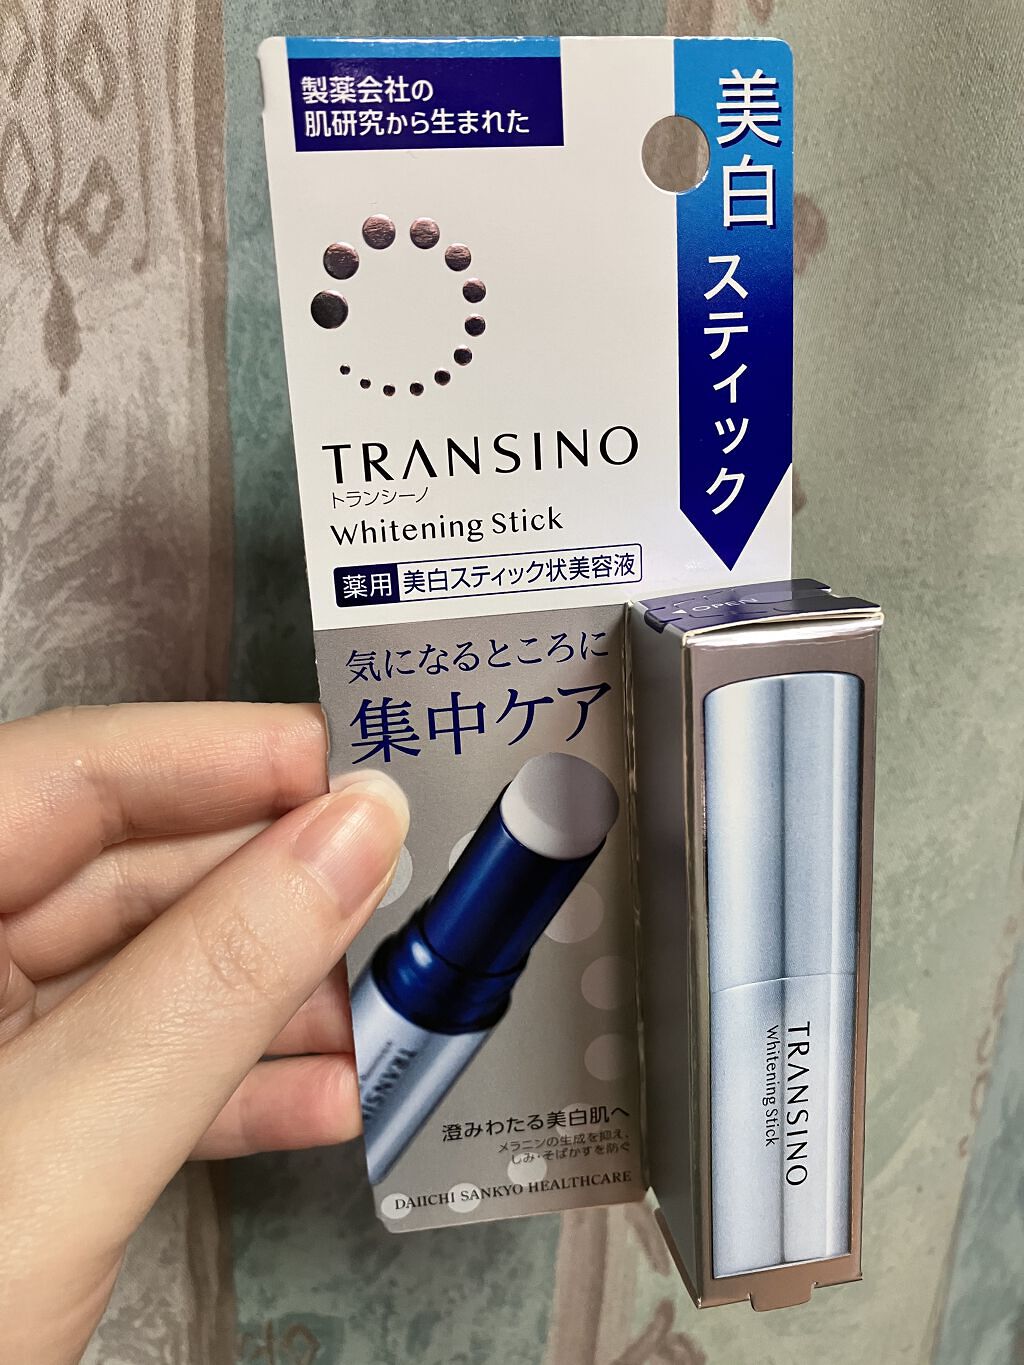 製薬会社の
肌研究から生まれた
美白スティック
TRANSINO
トランシーノ
Whitening Stick
薬用 美白スティック状美容液
気になるところに
集中ケア
TRANSIN
澄みわたる美白肌へ
メラニンの生成を抑え、
しみ・そばかすを防ぐ
DAIICHI SANKYO HEALTHCARE
OPEN
TRANSINO
Whitening Stick